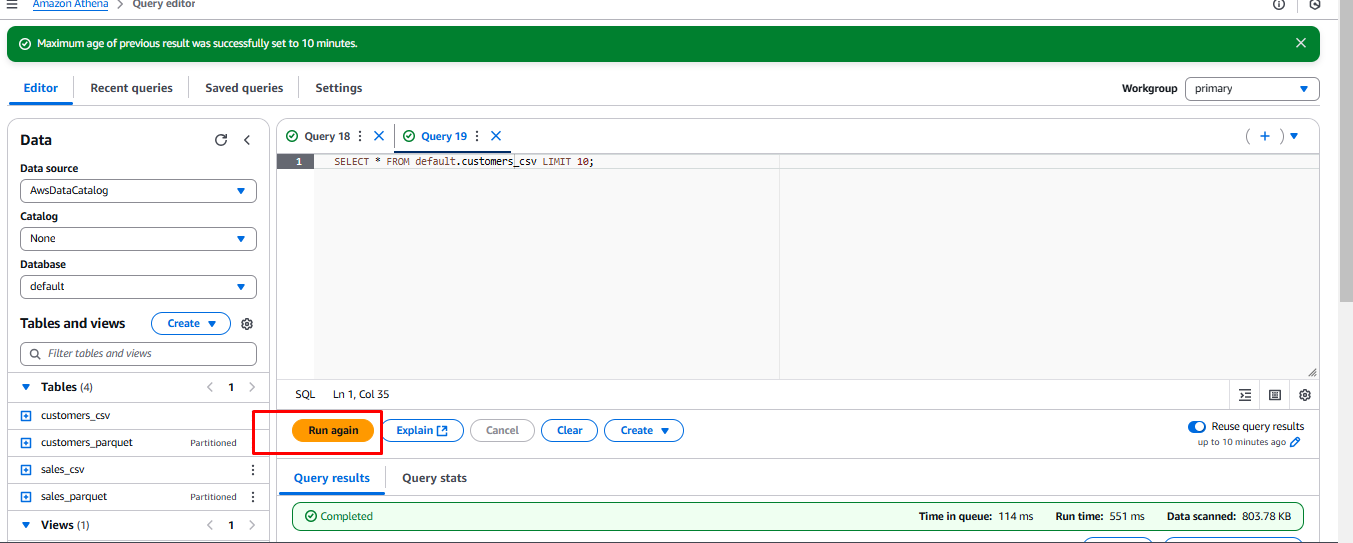 Amazon Athena > Query editor
Maximum age of previous result was successfully set to 10 minutes.
Editor Recent queries Saved queries Settings Workgroup primary
Data
Data source
AwsDataCatalog
Catalog
None
Database
default
Tables and views Create
Filter tables and views
Tables (4) < 1 >
customers_csv
customers_parquet Partitioned
sales_csv
sales_parquet Partitioned
Views (1) < 1 >
Query 18 Query 19
1 SELECT * FROM default.customers_csv LIMIT 10;
SQL Ln 1, Col 35
Run again Explain Cancel Clear Create
Reuse query results
up to 10 minutes ago
Query results Query stats
Completed Time in queue: 114 ms Run time: 551 ms Data scanned: 803.78 KB